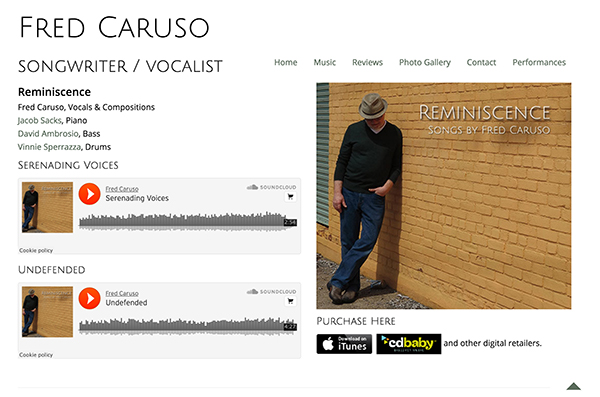 Fred Caruso
songwriter / vocalist
Home Music Reviews Photo Gallery Contact Performances
Reminiscence
Fred Caruso, Vocals & Compositions
Jacob Sacks, Piano
David Ambrosio, Bass
Vinnie Sperrazza, Drums
Serenading Voices
Fred Caruso
Serenading Voices
SOUNDCLOUD
2:54
Cookie policy
Undefended
Fred Caruso
Undefended
SOUNDCLOUD
4:27
Cookie policy
Reminiscence
Songs by Fred Caruso
Purchase Here
Download on
iTunes
cdbaby
and other digital retailers.